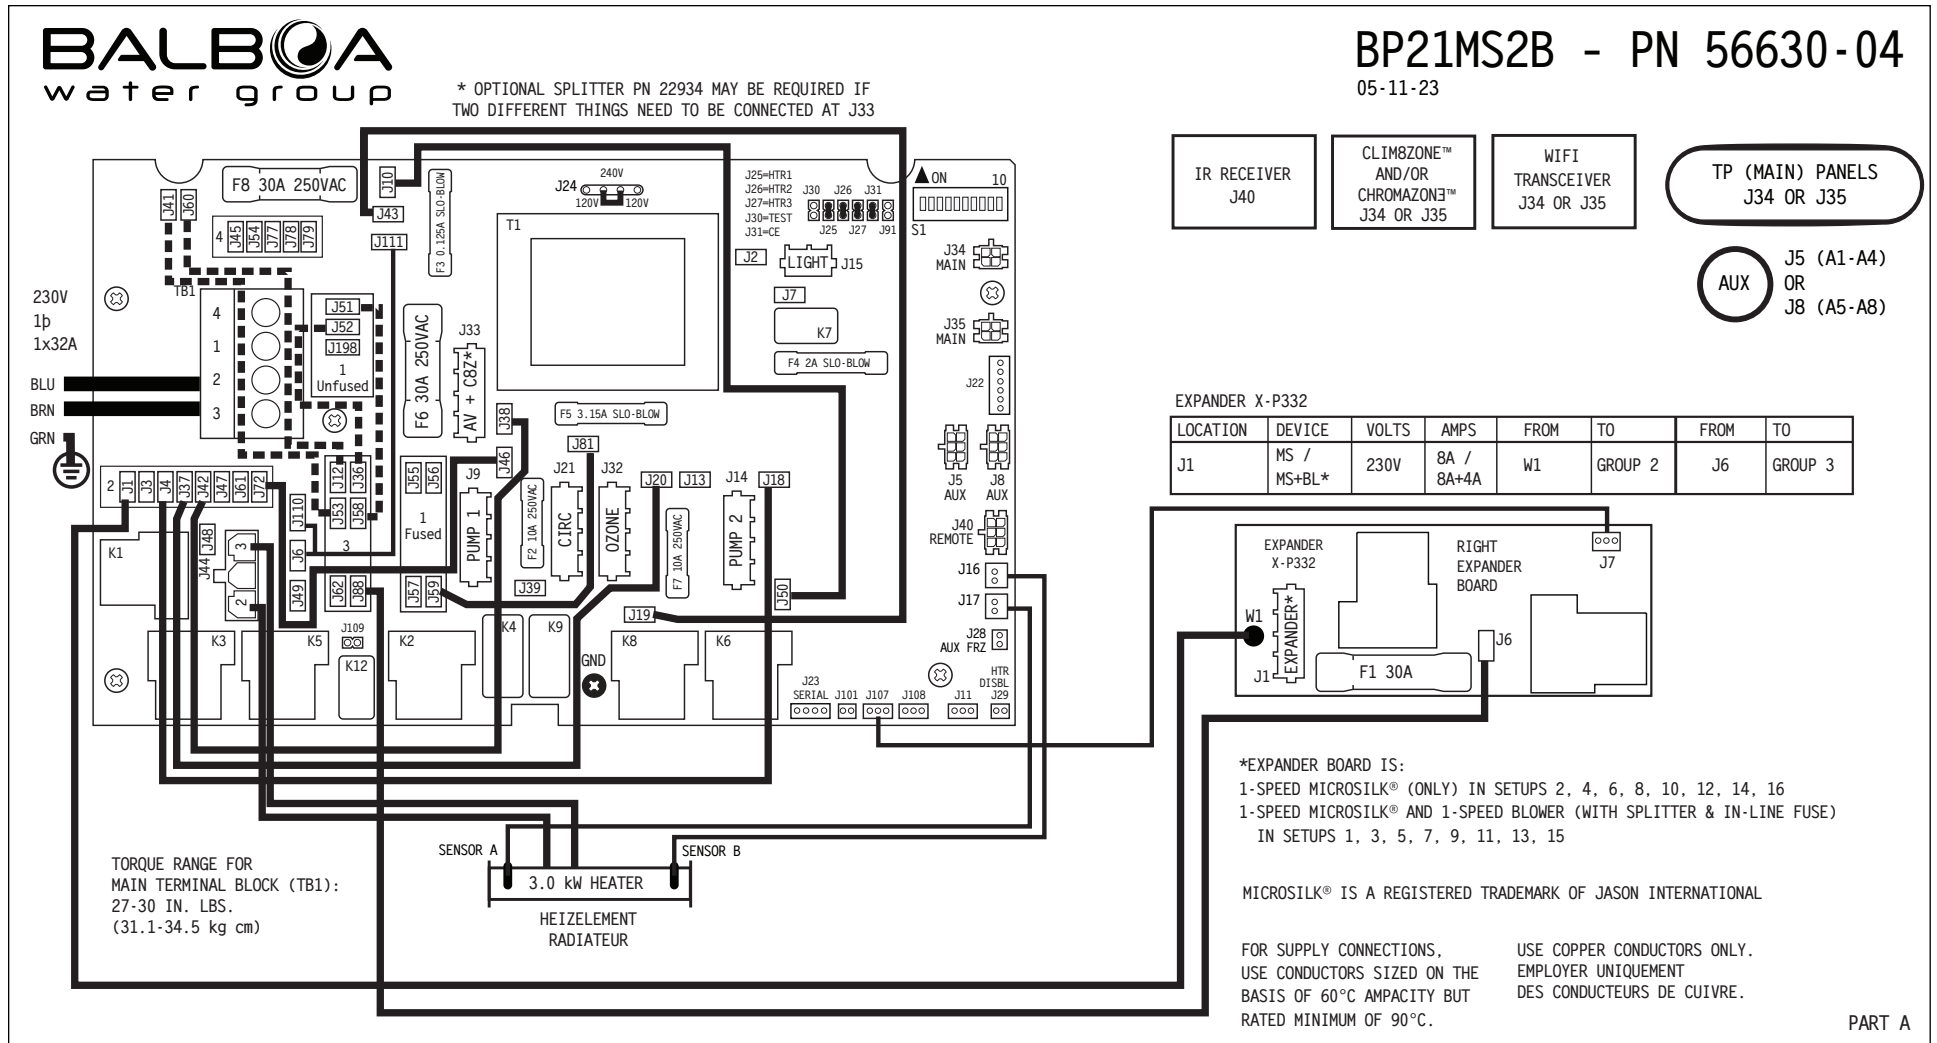 BALBOA
water group
BP21MS2B - PN 56630-04
05-11-23
* OPTIONAL SPLITTER PN 22934 MAY BE REQUIRED IF
TWO DIFFERENT THINGS NEED TO BE CONNECTED AT J33
IR RECEIVER
J40
CLIM8ZONE™
AND/OR
CHROMAZONƎ™
J34 OR J35
WIFI
TRANSCEIVER
J34 OR J35
TP (MAIN) PANELS
J34 OR J35
AUX
J5 (A1-A4)
OR
J8 (A5-A8)
J41
J60
F8 30A 250VAC
4
J45
J54
J77
J78
J79
J10
J43
J111
F3 0.125A SLO-BLOW
T1
240V
J24
120V
120V
J25=HTR1
J26=HTR2
J27=HTR3
J30=TEST
J31=CE
J30 J26 J31
J25 J27 J91
ON
10
S1
J2
LIGHT
J15
J34
MAIN
J7
K7
J35
MAIN
F4 2A SLO-BLOW
J22
230V
1þ
1x32A
BLU
BRN
GRN
TB1
4
1
2
3
J51
J52
J198
1
Unfused
F6 30A 250VAC
J33
AV + C8Z*
J38
J46
F5 3.15A SLO-BLOW
J81
J5
AUX
J8
AUX
2
J1
J3
J4
J37
J42
J47
J61
J72
J110
J12
J36
J53
J58
3
J62
J88
J55
J56
1
Fused
J57
J59
J9
PUMP 1
F2 10A 250VAC
J21
CIRC
J32
OZONE
J20
J13
F7 10A 250VAC
J14
PUMP 2
J18
J50
J40
REMOTE
K1
J48
J44
3
2
J6
J49
J39
J19
J16
J17
J28
AUX FRZ
K3
K5
J109
K12
K2
K4
K9
GND
K8
K6
HTR
DISBL
J29
J23
SERIAL
J101
J107
J108
J11
EXPANDER X-P332
LOCATION DEVICE VOLTS AMPS FROM TO FROM TO
J1 MS / MS+BL* 230V 8A / 8A+4A W1 GROUP 2 J6 GROUP 3
EXPANDER
X-P332
RIGHT
EXPANDER
BOARD
J7
W1
EXPANDER*
J1
F1 30A
J6
*EXPANDER BOARD IS:
1-SPEED MICROSILK® (ONLY) IN SETUPS 2, 4, 6, 8, 10, 12, 14, 16
1-SPEED MICROSILK® AND 1-SPEED BLOWER (WITH SPLITTER & IN-LINE FUSE)
IN SETUPS 1, 3, 5, 7, 9, 11, 13, 15
SENSOR A
SENSOR B
3.0 kW HEATER
HEIZELEMENT
RADIATEUR
TORQUE RANGE FOR
MAIN TERMINAL BLOCK (TB1):
27-30 IN. LBS.
(31.1-34.5 kg cm)
MICROSILK® IS A REGISTERED TRADEMARK OF JASON INTERNATIONAL
FOR SUPPLY CONNECTIONS,
USE CONDUCTORS SIZED ON THE
BASIS OF 60°C AMPACITY BUT
RATED MINIMUM OF 90°C.
USE COPPER CONDUCTORS ONLY.
EMPLOYER UNIQUEMENT
DES CONDUCTEURS DE CUIVRE.
PART A